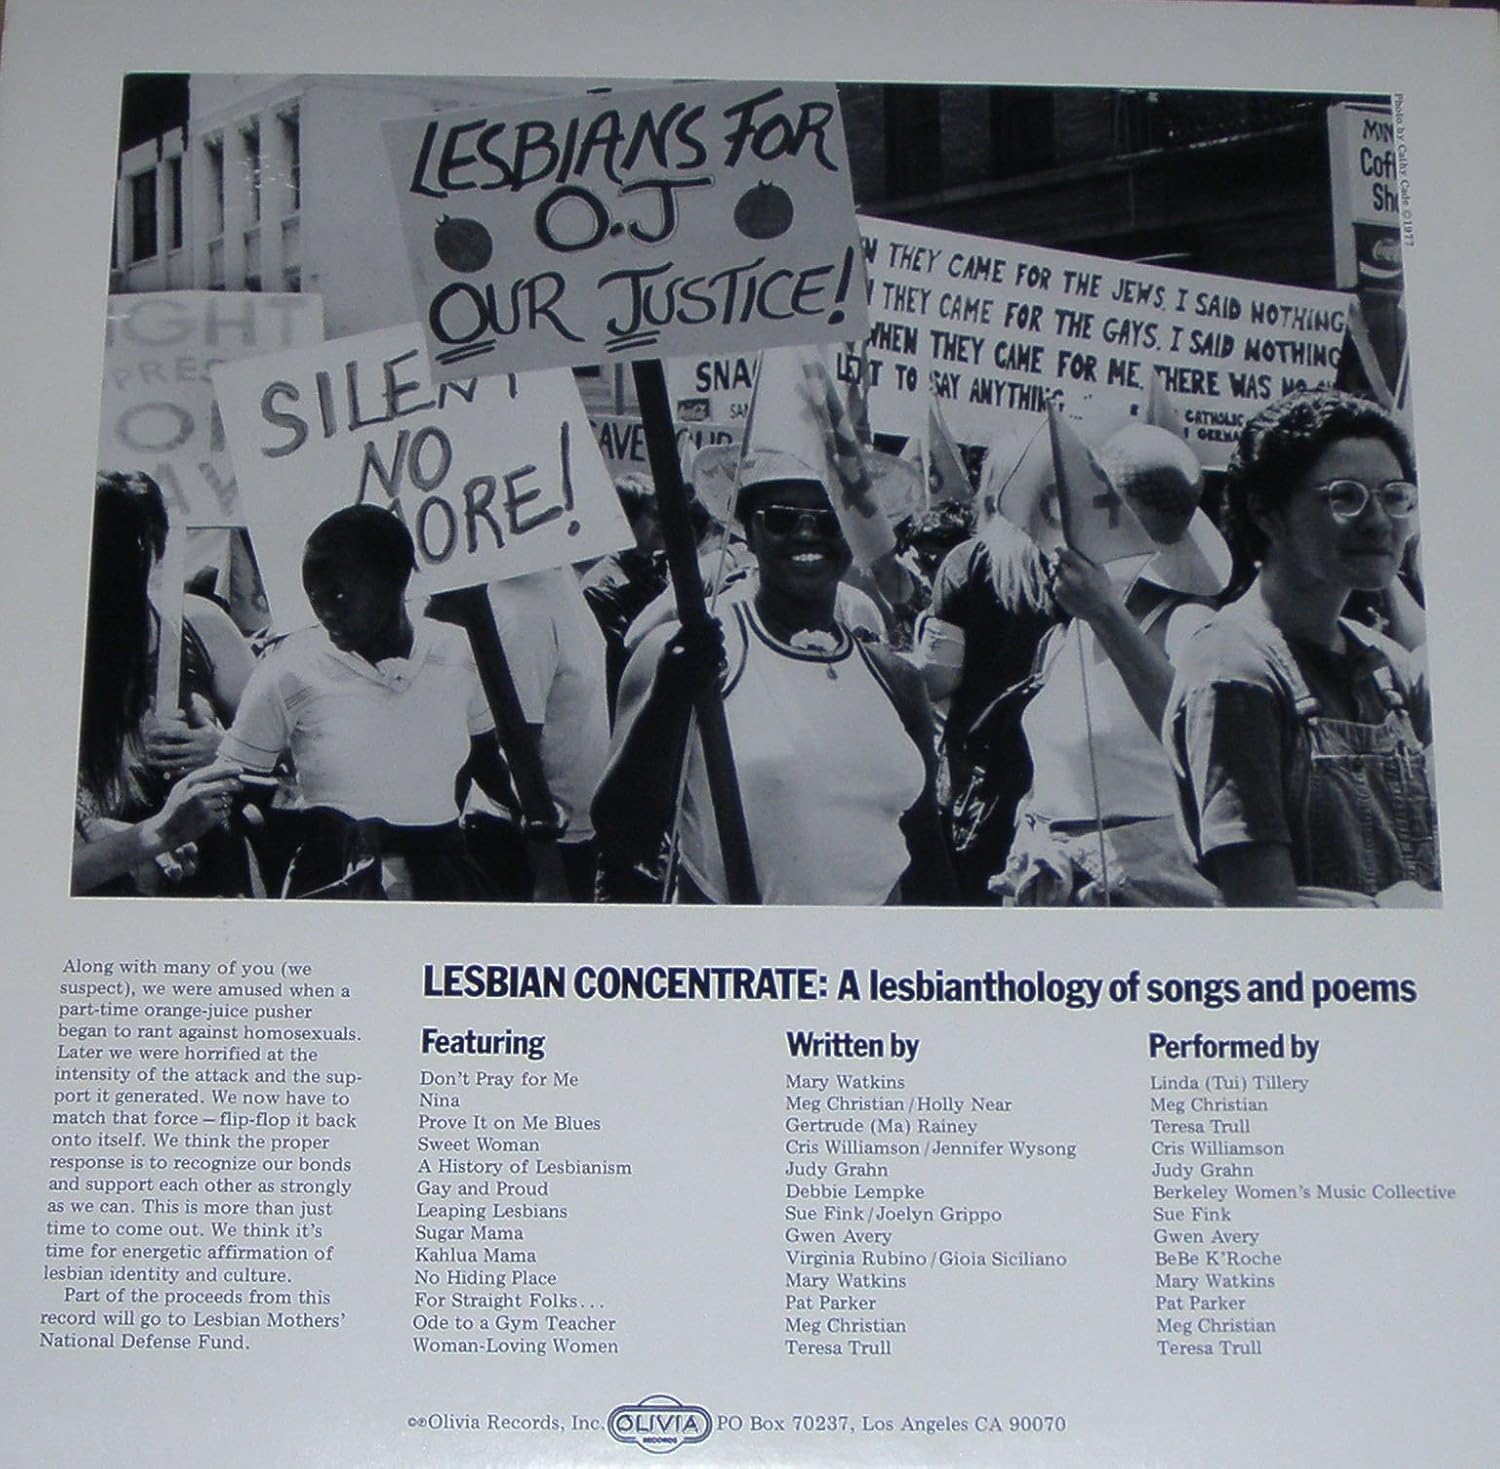 LESBIANS FOR
O.J
OUR JUSTICE!
THEY CAME FOR THE JEWS. I SAID NOTHING
THEY CAME FOR THE GAYS. I SAID NOTHING
WHEN THEY CAME FOR ME. THERE WAS
LEFT TO SAY ANYTHING...
CATHOLIC
SILENT
NO
MORE!
Photo by Cathy Cade © 1977
Along with many of you (we
suspect), we were amused when a
part-time orange-juice pusher
began to rant against homosexuals.
Later we were horrified at the
intensity of the attack and the sup-
port it generated. We now have to
match that force – flip-flop it back
onto itself. We think the proper
response is to recognize our bonds
and support each other as strongly
as we can. This is more than just
time to come out. We think it's
time for energetic affirmation of
lesbian identity and culture.
Part of the proceeds from this
record will go to Lesbian Mothers'
National Defense Fund.
LESBIAN CONCENTRATE: A lesbianthology of songs and poems
Featuring Written by Performed by
Don't Pray for Me Mary Watkins Linda (Tui) Tillery
Nina Meg Christian/Holly Near Meg Christian
Prove It on Me Blues Gertrude (Ma) Rainey Teresa Trull
Sweet Woman Cris Williamson/Jennifer Wysong Cris Williamson
A History of Lesbianism Judy Grahn Judy Grahn
Gay and Proud Debbie Lempke Berkeley Women's Music Collective
Leaping Lesbians Sue Fink/Joelyn Grippo Sue Fink
Sugar Mama Gwen Avery Gwen Avery
Kahlua Mama Virginia Rubino/Gioia Siciliano BeBe K'Roche
No Hiding Place Mary Watkins Mary Watkins
For Straight Folks... Pat Parker Pat Parker
Ode to a Gym Teacher Meg Christian Meg Christian
Woman-Loving Women Teresa Trull Teresa Trull
©℗Olivia Records, Inc. OLIVIA RECORDS PO Box 70237, Los Angeles CA 90070